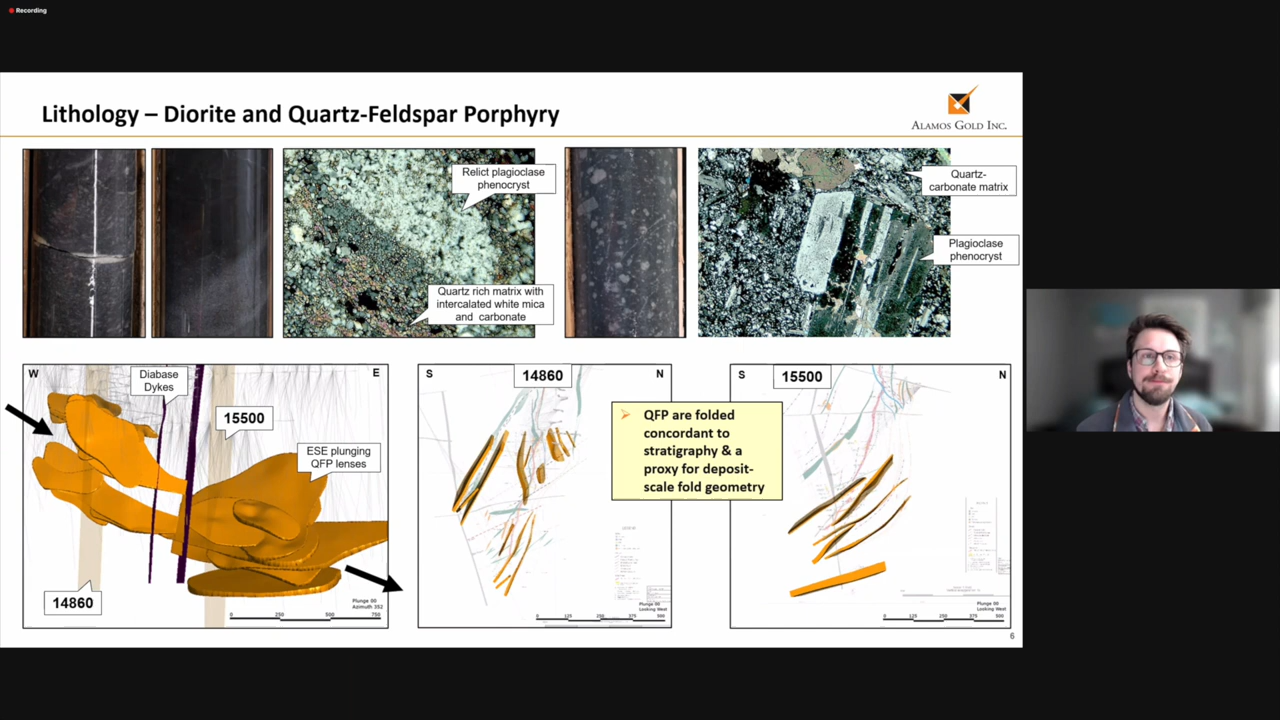 Recording
Lithology – Diorite and Quartz-Feldspar Porphyry
ALAMOS GOLD INC.
Relict plagioclase
phenocryst
Quartz rich matrix with
intercalated white mica
and carbonate
Quartz-
carbonate matrix
Plagioclase
phenocryst
W
E
Diabase
Dykes
15500
ESE plunging
QFP lenses
14860
Plunge 00
Azimuth 352
0 250 500 750
S
14860
N
Plunge 00
Looking West
0 125 250 375 500
➢ QFP are folded
concordant to
stratigraphy & a
proxy for deposit-
scale fold geometry
S
15500
N
Plunge 00
Looking West
0 125 250 375 500
6